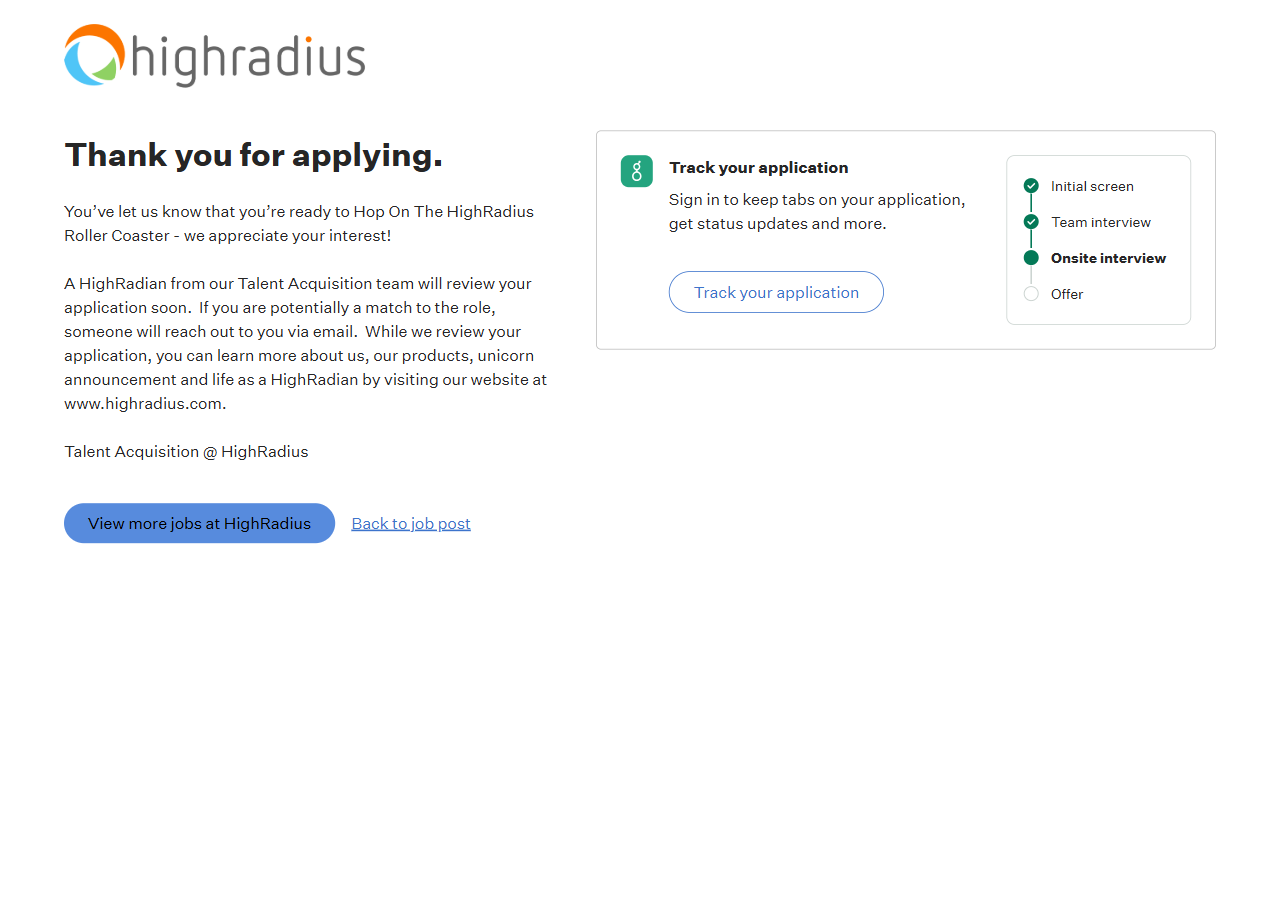 highradius
Thank you for applying.
You’ve let us know that you’re ready to Hop On The HighRadius
Roller Coaster - we appreciate your interest!
A HighRadian from our Talent Acquisition team will review your
application soon.  If you are potentially a match to the role,
someone will reach out to you via email.  While we review your
application, you can learn more about us, our products, unicorn
announcement and life as a HighRadian by visiting our website at
www.highradius.com.
Talent Acquisition @ HighRadius
View more jobs at HighRadius
Back to job post
Track your application
Sign in to keep tabs on your application,
get status updates and more.
Track your application
Initial screen
Team interview
Onsite interview
Offer